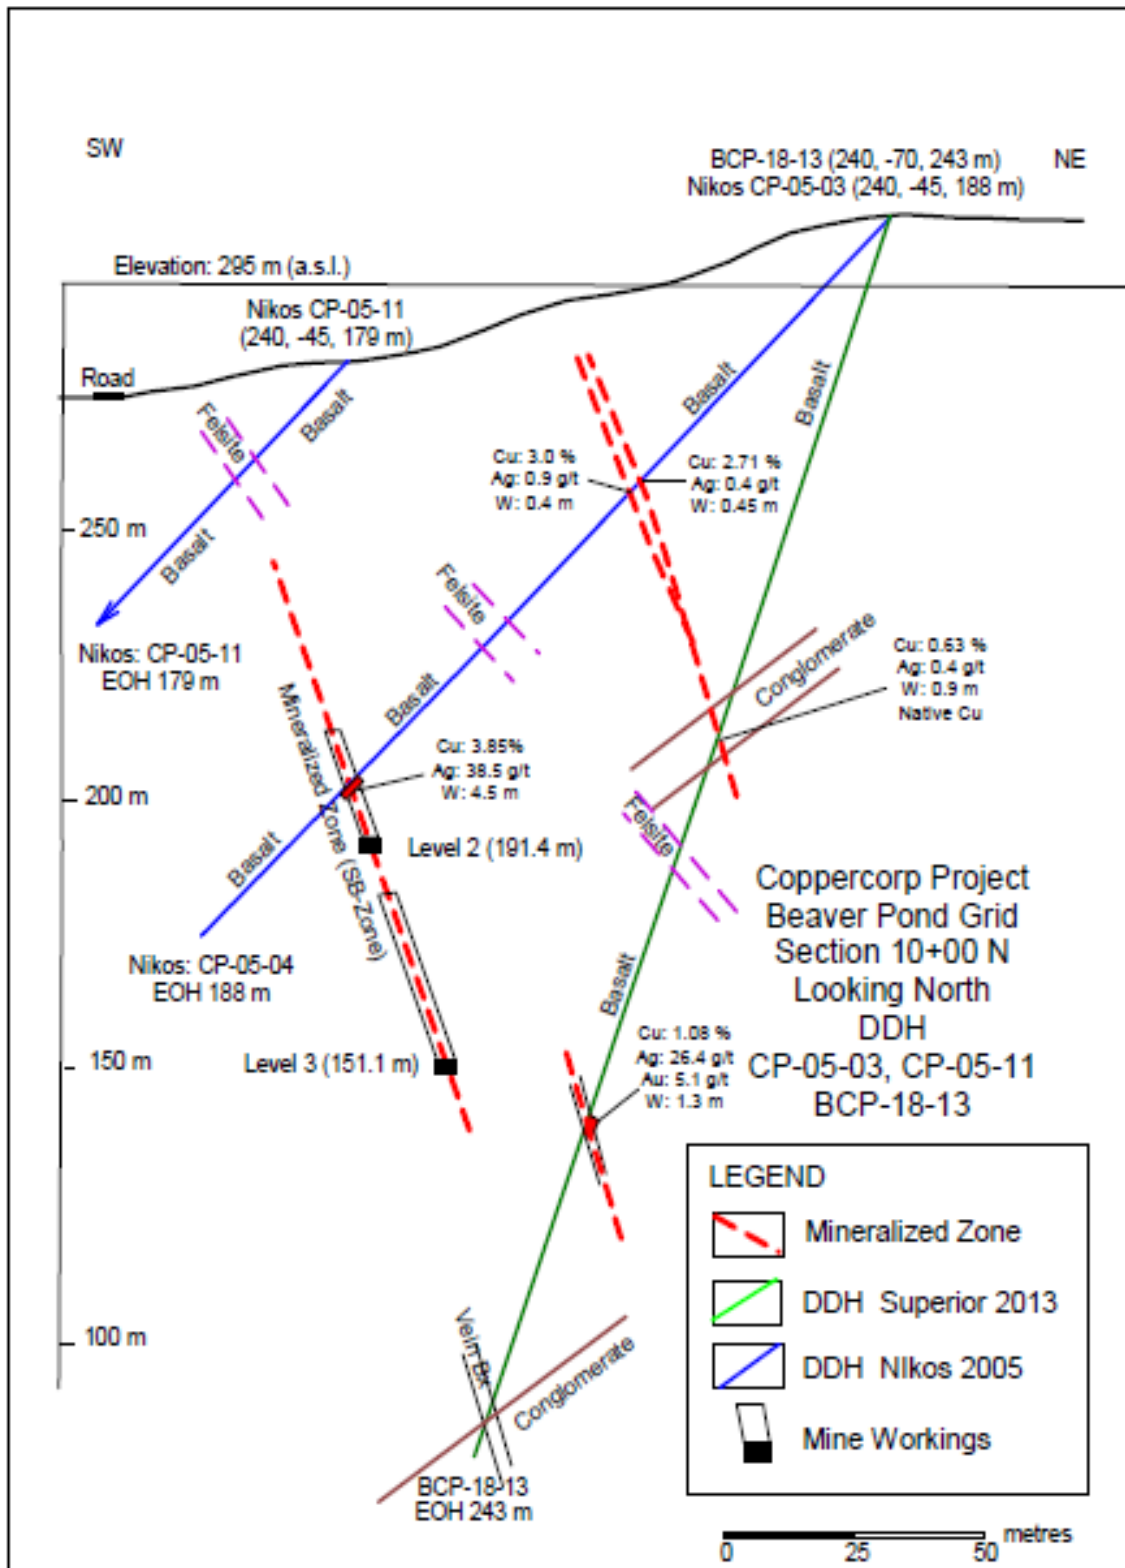 SW
BCP-18-13 (240, -70, 243 m)
NE
Nikos CP-05-03 (240, -45, 188 m)
Elevation: 295 m (a.s.l.)
Nikos CP-05-11
(240, -45, 179 m)
Road
Basalt
Felsite
Basalt
Basalt
Basalt
Cu: 3.0 %
Ag: 0.9 g/t
W: 0.4 m
Cu: 2.71 %
Ag: 0.4 g/t
W: 0.45 m
250 m
Felsite
Nikos: CP-05-11
EOH 179 m
Conglomerate
Cu: 0.63 %
Ag: 0.4 g/t
W: 0.9 m
Native Cu
Basalt
Mineralized Zone (SB-Zone)
Cu: 3.85%
Ag: 38.5 g/t
W: 4.5 m
200 m
Felsite
Level 2 (191.4 m)
Basalt
Nikos: CP-05-04
EOH 188 m
Coppercorp Project
Beaver Pond Grid
Section 10+00 N
Looking North
DDH
CP-05-03, CP-05-11
BCP-18-13
Basalt
Cu: 1.08 %
Ag: 26.4 g/t
Au: 5.1 g/t
W: 1.3 m
150 m
Level 3 (151.1 m)
LEGEND
Mineralized Zone
DDH Superior 2013
DDH NIkos 2005
Mine Workings
100 m
Vein Bx
Conglomerate
BCP-18-13
EOH 243 m
metres
0 25 50